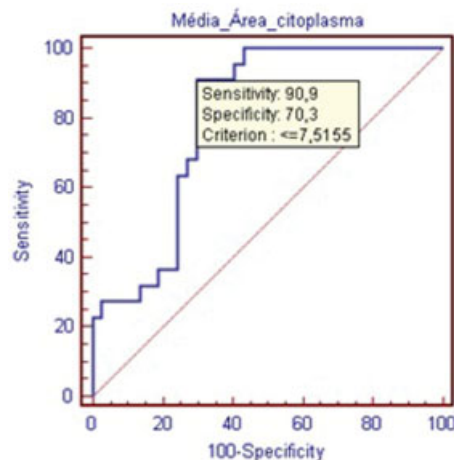 Média_Área_citoplasma
100
80
60
40
20
0
Sensitivity
Sensitivity: 90,9
Specificity: 70,3
Criterion : <=7,5155
0 20 40 60 80 100
100-Specificity